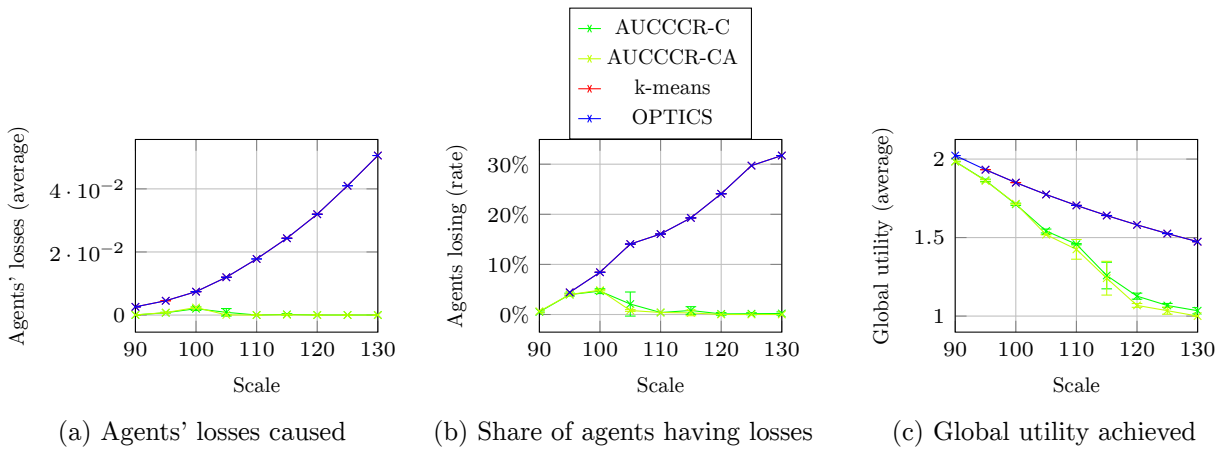 AUCCCR-C
AUCCCR-CA
k-means
OPTICS
Agents' losses (average)
4 · 10⁻²
2 · 10⁻²
0
90 100 110 120 130
Scale
(a) Agents' losses caused
Agents losing (rate)
30%
20%
10%
0%
90 100 110 120 130
Scale
(b) Share of agents having losses
Global utility (average)
2
1.5
1
90 100 110 120 130
Scale
(c) Global utility achieved